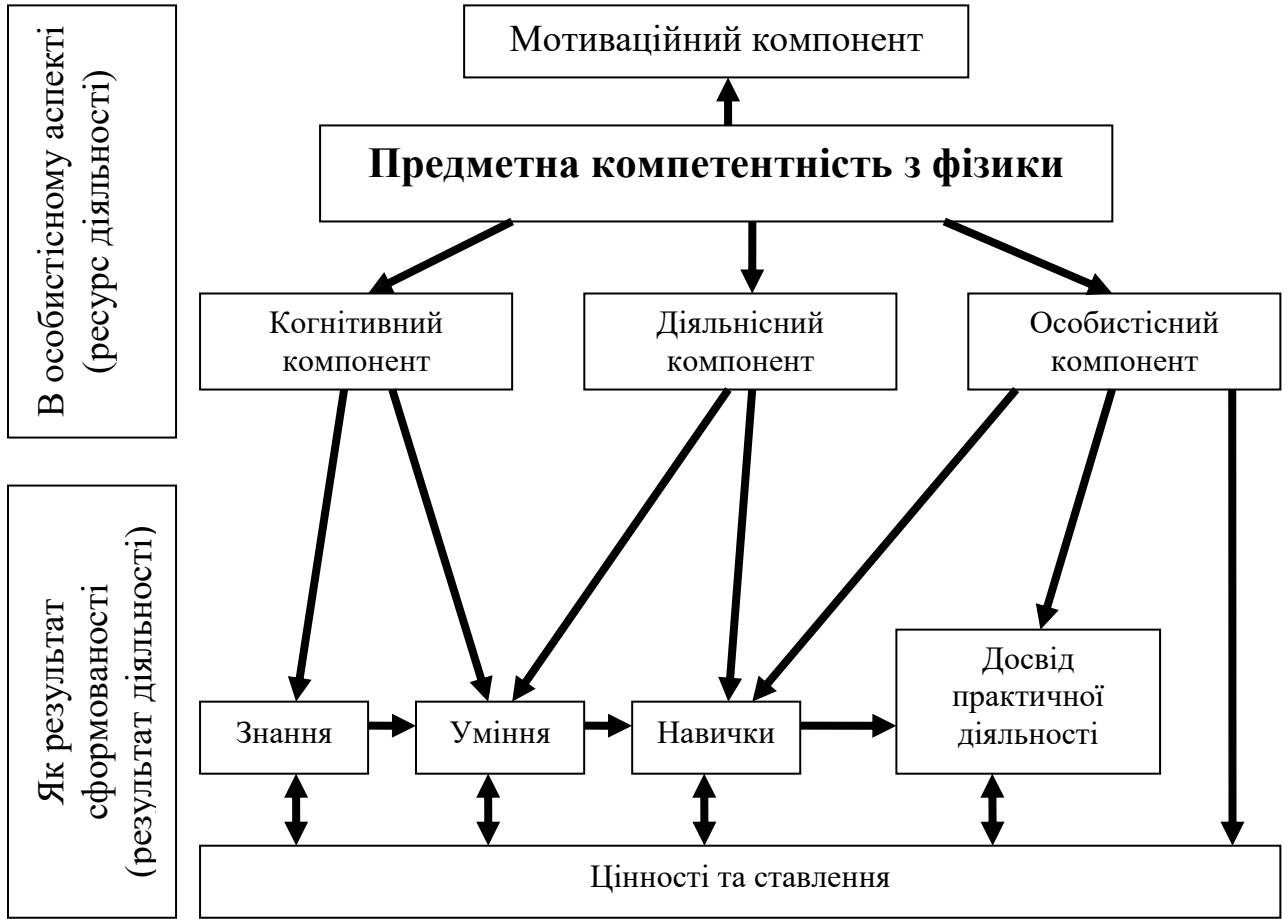 В особистісному аспекті
(ресурс діяльності)
Мотиваційний компонент
Предметна компетентність з фізики
Когнітивний
компонент
Діяльнісний
компонент
Особистісний
компонент
Як результат
сформованості
(результат діяльності)
Знання
Уміння
Навички
Досвід
практичної
діяльності
Цінності та ставлення